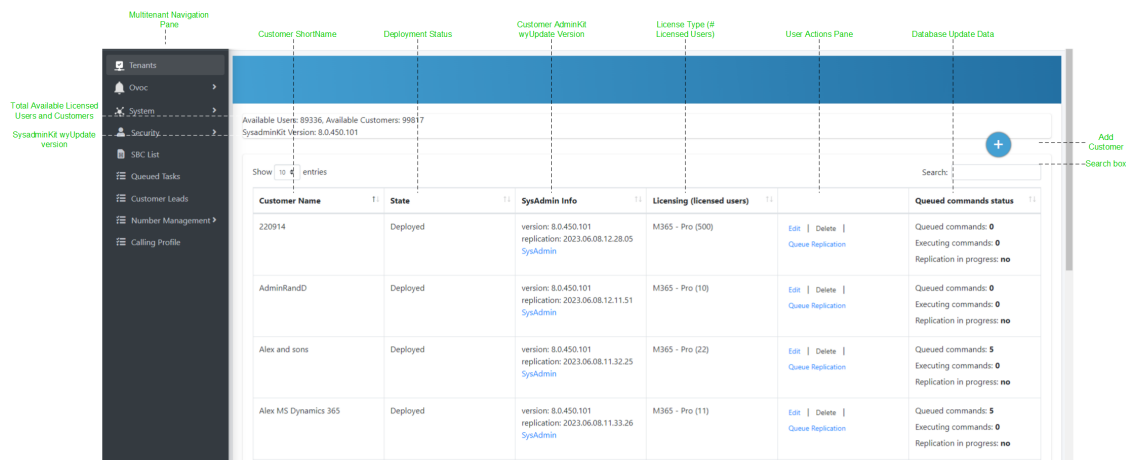 Multitenant Navigation
Pane
Customer ShortName
Deployment Status
Customer AdminKit
wyUpdate Version
License Type (#
Licensed Users)
User Actions Pane
Database Update Data
Total Available Licensed
Users and Customers
SysadminKit wyUpdate
version
Add
Customer
Search box
Tenants
Ovoc
System
Security
SBC List
Queued Tasks
Customer Leads
Number Management
Calling Profile
Available Users: 89336, Available Customers: 99817
SysadminKit Version: 8.0.450.101
+
Show 10 entries
Search:
Customer Name State SysAdmin Info Licensing (licensed users) Queued commands status
220914 Deployed version: 8.0.450.101 M365 - Pro (500) Edit | Delete | Queued commands: 0
replication: 2023.06.08.12.28.05 Queue Replication Executing commands: 0
SysAdmin Replication in progress: no
AdminRandD Deployed version: 8.0.450.101 M365 - Pro (10) Edit | Delete | Queued commands: 0
replication: 2023.06.08.12.11.51 Queue Replication Executing commands: 0
SysAdmin Replication in progress: no
Alex and sons Deployed version: 8.0.450.101 M365 - Pro (22) Edit | Delete | Queued commands: 5
replication: 2023.06.08.11.32.25 Queue Replication Executing commands: 0
SysAdmin Replication in progress: no
Alex MS Dynamics 365 Deployed version: 8.0.450.101 M365 - Pro (11) Edit | Delete | Queued commands: 5
replication: 2023.06.08.11.33.26 Queue Replication Executing commands: 0
SysAdmin Replication in progress: no